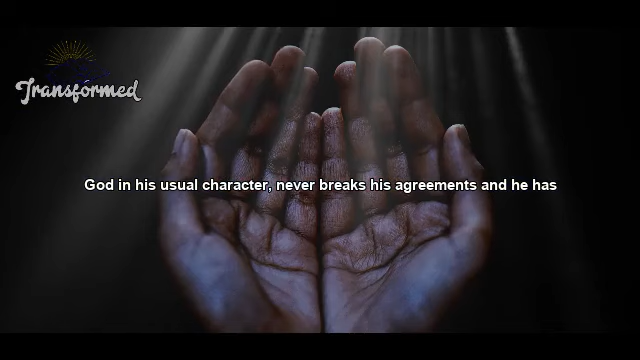 Transformed
God in his usual character, never breaks his agreements and he has